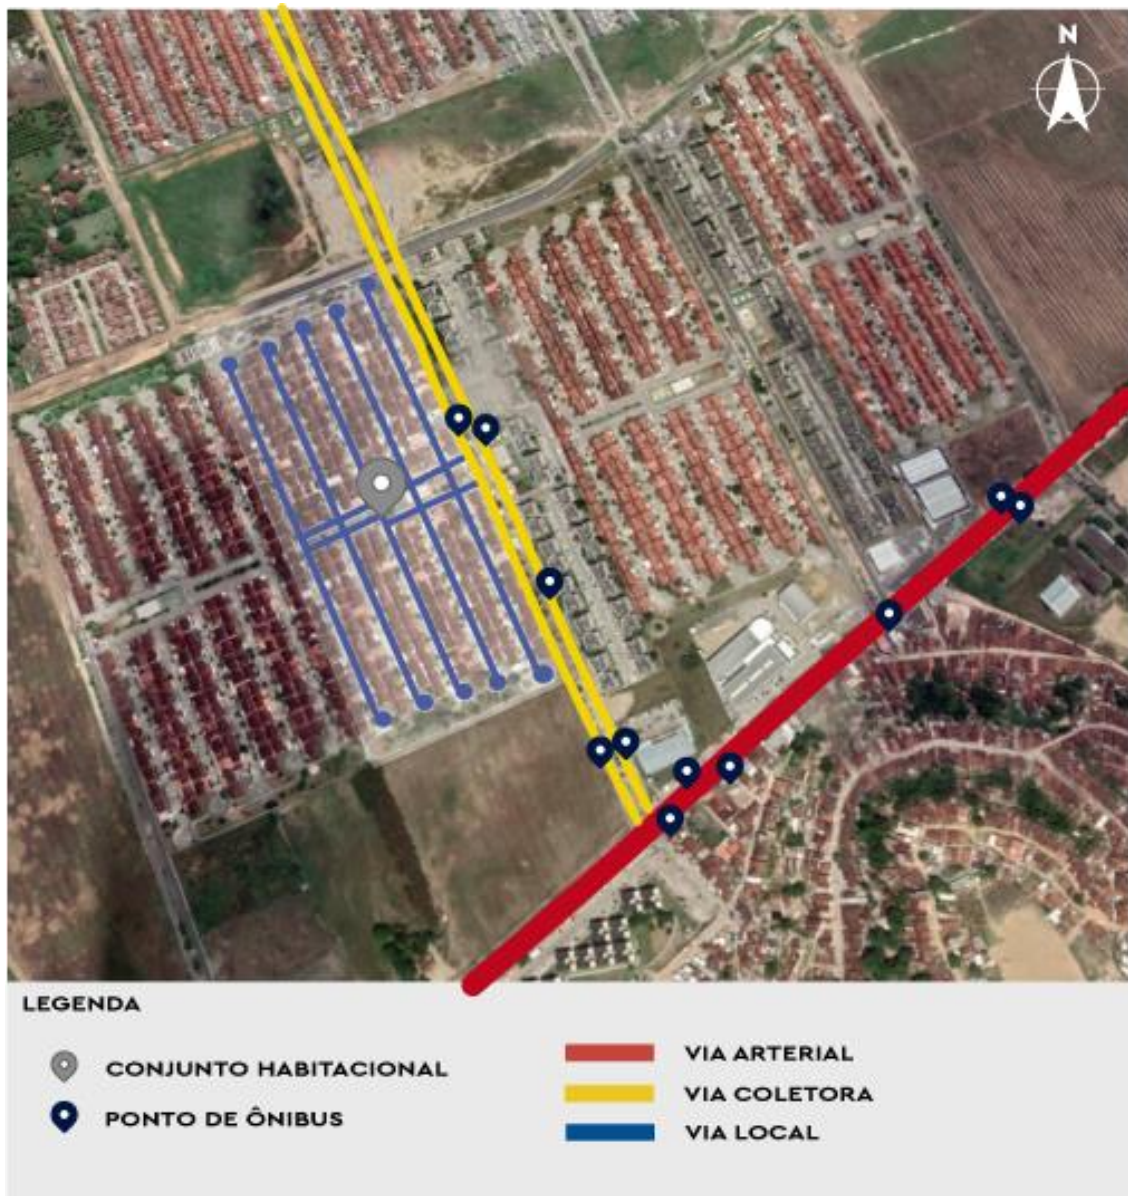 N
LEGENDA
CONJUNTO HABITACIONAL
PONTO DE ÔNIBUS
VIA ARTERIAL
VIA COLETORA
VIA LOCAL